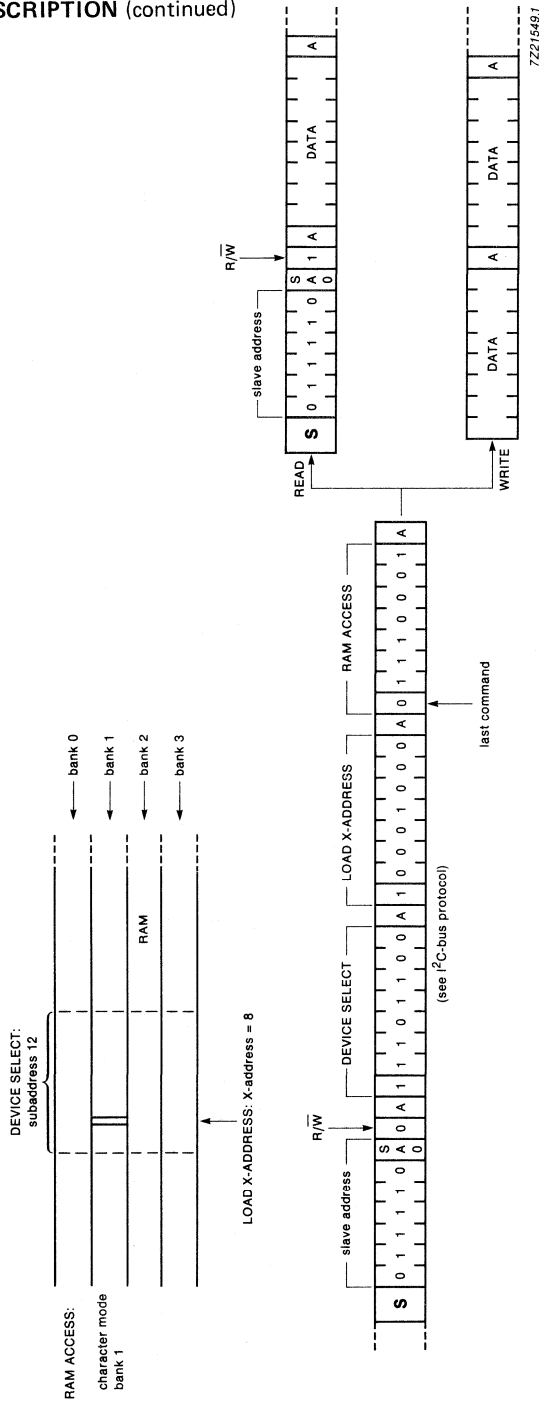 SCRIPTION (continued)
DEVICE SELECT:
subaddress 12
RAM ACCESS:
character mode
bank 1
RAM
bank 0
bank 1
bank 2
bank 3
LOAD X-ADDRESS: X-address = 8
slave address
R/W
DEVICE SELECT
LOAD X-ADDRESS
RAM ACCESS
S 0 1 1 1 1 0 SA0 0 A 1 1 1 0 1 1 0 0 A 1 0 0 0 1 0 0 0 A 0 1 1 1 0 0 0 1 A
last command
(see I²C-bus protocol)
READ
slave address
R/W
S 0 1 1 1 1 1 0 SA0 1 A DATA A
WRITE
DATA A DATA A
7Z21549.1